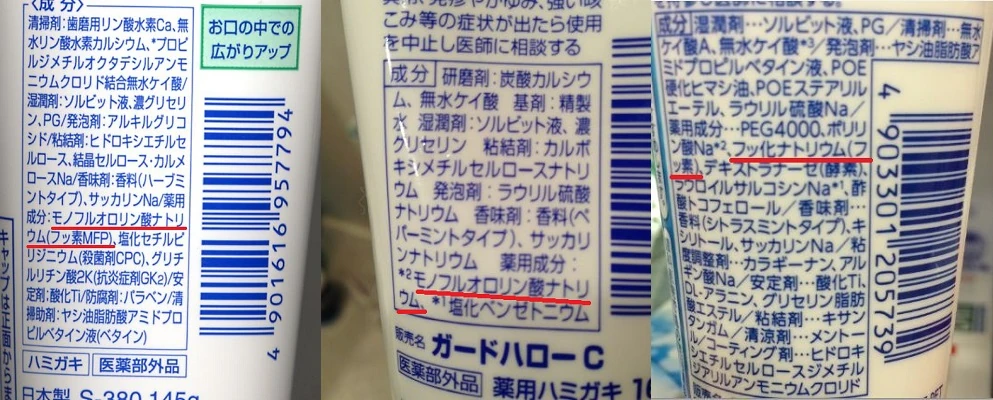 〈成 分〉
清掃剤:歯磨用リン酸水素Ca、無
水リン酸水素カルシウム、*プロピ
ルジメチルオクタデシルアンモ
ニウムクロリド結合無水ケイ酸/
湿潤剤:ソルビット液、濃グリセリ
ン、PG/発泡剤:アルキルグリコ
シド/粘結剤:ヒドロキシエチルセ
ルロース、結晶セルロース・カルメ
ロースNa/香味剤:香料(ハーブミ
ントタイプ)、サッカリンNa/薬用
成分:モノフルオロリン酸ナトリ
ウム(フッ素MFP)、塩化セチルピ
リジニウム(殺菌剤CPC)、グリチ
ルリチン酸2K(抗炎症剤GK2)/安
定剤:酸化Ti/防腐剤:パラベン/清
掃助剤:ヤシ油脂肪酸アミドプロ
ピルベタイン液(ベタイン)
ハミガキ 医薬部外品
日本製 S-380 145g
キャップは正面からま
お口の中での
広がりアップ
4 901616 957794
こみ等の症状が出たら使用
を中止し医師に相談する
成分 研磨剤:炭酸カルシウ
ム、無水ケイ酸 基剤:精製
水 湿潤剤:ソルビット液、濃
グリセリン 粘結剤:カルボ
キシメチルセルロースナトリ
ウム 発泡剤:ラウリル硫酸
ナトリウム 香味剤:香料(ペ
パーミントタイプ)、サッカリ
ンナトリウム 薬用成分:
*2モノフルオロリン酸ナトリ
ウム、*1塩化ベンゼトニウム
販売名 ガードハローC
医薬部外品 薬用ハミガキ 16
成分 湿潤剤…ソルビット液、PG/清掃剤…無水
ケイ酸A、無水ケイ酸*3/発泡剤…ヤシ油脂肪酸ア
ミドプロピルベタイン液、POE
硬化ヒマシ油、POEステアリル
エーテル、ラウリル硫酸Na/
薬用成分…PEG4000、ポリリ
ン酸Na*2、フッ化ナトリウム(フ
ッ素)、デキストラナーゼ(酵素)、
ラウロイルサルコシンNa*1、酢
酸トコフェロール/香味剤…
香料(シトラスミントタイプ)、キ
シリトール、サッカリンNa/粘
度調整剤…カラギーナン、アル
ギン酸Na/安定剤…酸化Ti、
DL-アラニン、グリセリン脂肪
酸エステル/粘結剤…キサン
タンガム/清涼剤…メントー
ル/コーティング剤…ヒドロキ
シエチルセルロースジメチルジ
アリルアンモニウムクロリド
4 903301 205739